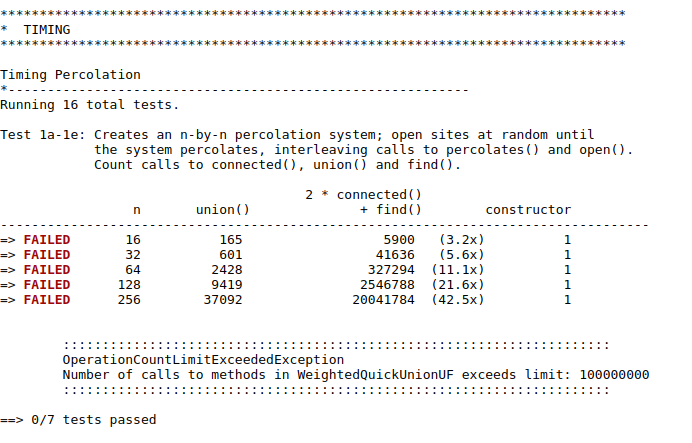 ********************************************************************************
*  TIMING
********************************************************************************
Timing Percolation
*-----------------------------------------------------------
Running 16 total tests.
Test 1a-1e: Creates an n-by-n percolation system; open sites at random until
            the system percolates, interleaving calls to percolates() and open().
            Count calls to connected(), union() and find().
                                       2 * connected()
                 n       union()              + find()        constructor
-----------------------------------------------------------------------------------
=> FAILED       16          165                  5900   (3.2x)          1
=> FAILED       32          601                 41636   (5.6x)          1
=> FAILED       64         2428                327294  (11.1x)          1
=> FAILED      128         9419               2546788  (21.6x)          1
=> FAILED      256        37092              20041784  (42.5x)          1
        ::::::::::::::::::::::::::::::::::::::::::::::::::::::::::::::::::::::
        OperationCountLimitExceededException
        Number of calls to methods in WeightedQuickUnionUF exceeds limit: 100000000
        ::::::::::::::::::::::::::::::::::::::::::::::::::::::::::::::::::::::
==> 0/7 tests passed